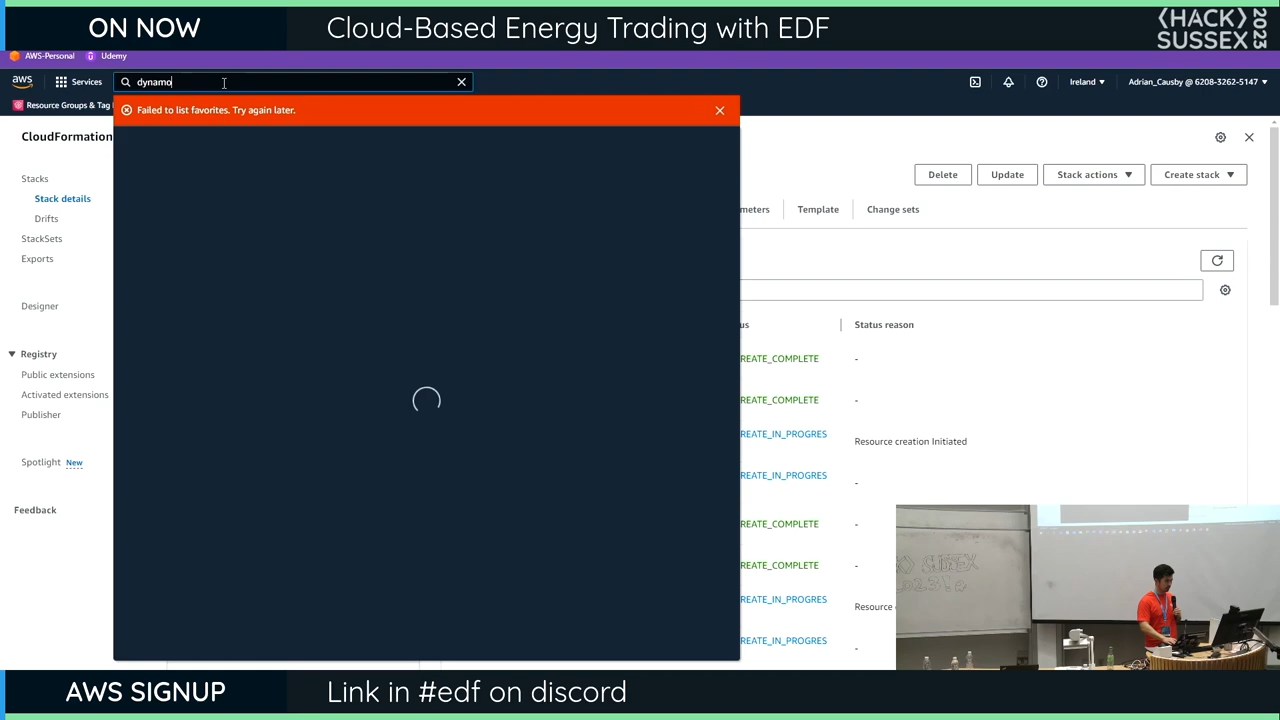 ON NOW
Cloud-Based Energy Trading with EDF
{HACK}
SUSSEX
2023
AWS-Personal
Udemy
aws
Services
dynamo
Ireland
Adrian_Causby @ 6208-3262-5147
Resource Groups & Tag
Failed to list favorites. Try again later.
CloudFormation
Stacks
Stack details
Drifts
StackSets
Exports
Designer
Registry
Public extensions
Activated extensions
Publisher
Spotlight New
Feedback
Delete
Update
Stack actions
Create stack
meters
Template
Change sets
us
Status reason
REATE_COMPLETE
-
REATE_COMPLETE
-
REATE_IN_PROGRES
Resource creation Initiated
REATE_IN_PROGRES
-
REATE_COMPLETE
-
REATE_COMPLETE
-
REATE_IN_PROGRES
Resource
REATE_IN_PROGRES
-
SUSSEX
AWS SIGNUP
Link in #edf on discord